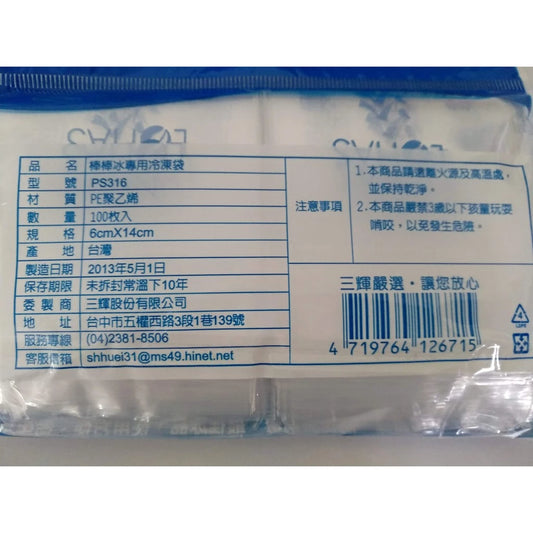 品名 棒棒冰專用冷凍袋
型號 PS316
材質 PE聚乙烯
數量 100枚入
規格 6cmX14cm
產地 台灣
製造日期 2013年5月1日
保存期限 未拆封常溫下10年
委製商 三輝股份有限公司
地址 台中市五權西路3段1巷139號
服務專線 (04)2381-8506
客服信箱 shhuei31@ms49.hinet.net
注意事項
1.本商品請遠離火源及高溫處,
並保持乾淨。
2.本商品嚴禁3歲以下孩童玩耍
啃咬,以至發生危險。
三輝嚴選・讓您放心
4 719764 126715
4
LDPE